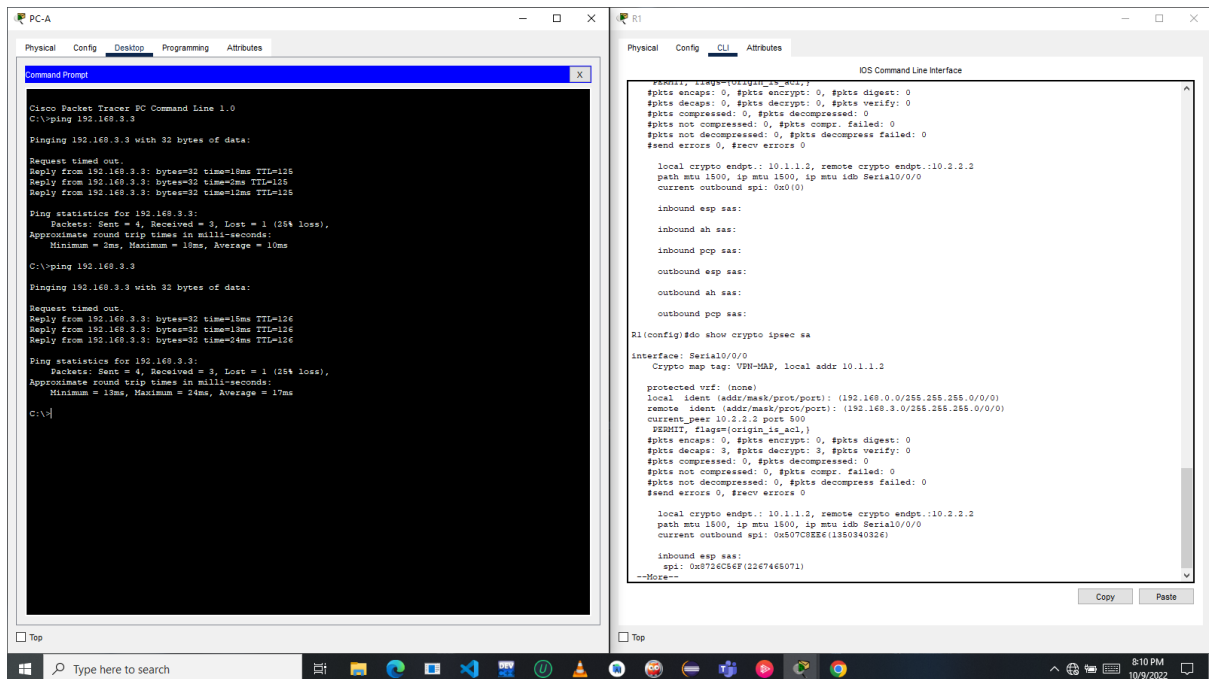 PC-A
Physical Config Desktop Programming Attributes
Command Prompt
X
Cisco Packet Tracer PC Command Line 1.0
C:\>ping 192.168.3.3
Pinging 192.168.3.3 with 32 bytes of data:
Request timed out.
Reply from 192.168.3.3: bytes=32 time=18ms TTL=125
Reply from 192.168.3.3: bytes=32 time=2ms TTL=125
Reply from 192.168.3.3: bytes=32 time=12ms TTL=125
Ping statistics for 192.168.3.3:
Packets: Sent = 4, Received = 3, Lost = 1 (25% loss),
Approximate round trip times in milli-seconds:
Minimum = 2ms, Maximum = 18ms, Average = 10ms
C:\>ping 192.168.3.3
Pinging 192.168.3.3 with 32 bytes of data:
Request timed out.
Reply from 192.168.3.3: bytes=32 time=15ms TTL=126
Reply from 192.168.3.3: bytes=32 time=13ms TTL=126
Reply from 192.168.3.3: bytes=32 time=24ms TTL=126
Ping statistics for 192.168.3.3:
Packets: Sent = 4, Received = 3, Lost = 1 (25% loss),
Approximate round trip times in milli-seconds:
Minimum = 13ms, Maximum = 24ms, Average = 17ms
C:\>
Top
R1
Physical Config CLI Attributes
IOS Command Line Interface
PERMIT, flags={origin_is_acl,}
#pkts encaps: 0, #pkts encrypt: 0, #pkts digest: 0
#pkts decaps: 0, #pkts decrypt: 0, #pkts verify: 0
#pkts compressed: 0, #pkts decompressed: 0
#pkts not compressed: 0, #pkts compr. failed: 0
#pkts not decompressed: 0, #pkts decompress failed: 0
#send errors 0, #recv errors 0
local crypto endpt.: 10.1.1.2, remote crypto endpt.:10.2.2.2
path mtu 1500, ip mtu 1500, ip mtu idb Serial0/0/0
current outbound spi: 0x0(0)
inbound esp sas:
inbound ah sas:
inbound pcp sas:
outbound esp sas:
outbound ah sas:
outbound pcp sas:
R1(config)#do show crypto ipsec sa
interface: Serial0/0/0
Crypto map tag: VPN-MAP, local addr 10.1.1.2
protected vrf: (none)
local ident (addr/mask/prot/port): (192.168.0.0/255.255.255.0/0/0)
remote ident (addr/mask/prot/port): (192.168.3.0/255.255.255.0/0/0)
current_peer 10.2.2.2 port 500
PERMIT, flags={origin_is_acl,}
#pkts encaps: 0, #pkts encrypt: 0, #pkts digest: 0
#pkts decaps: 3, #pkts decrypt: 3, #pkts verify: 0
#pkts compressed: 0, #pkts decompressed: 0
#pkts not compressed: 0, #pkts compr. failed: 0
#pkts not decompressed: 0, #pkts decompress failed: 0
#send errors 0, #recv errors 0
local crypto endpt.: 10.1.1.2, remote crypto endpt.:10.2.2.2
path mtu 1500, ip mtu 1500, ip mtu idb Serial0/0/0
current outbound spi: 0x507C8EE6(1350340326)
inbound esp sas:
spi: 0x8726C56F(2267465071)
--More--
Copy Paste
Top
Type here to search
DEV
8:10 PM
10/9/2022